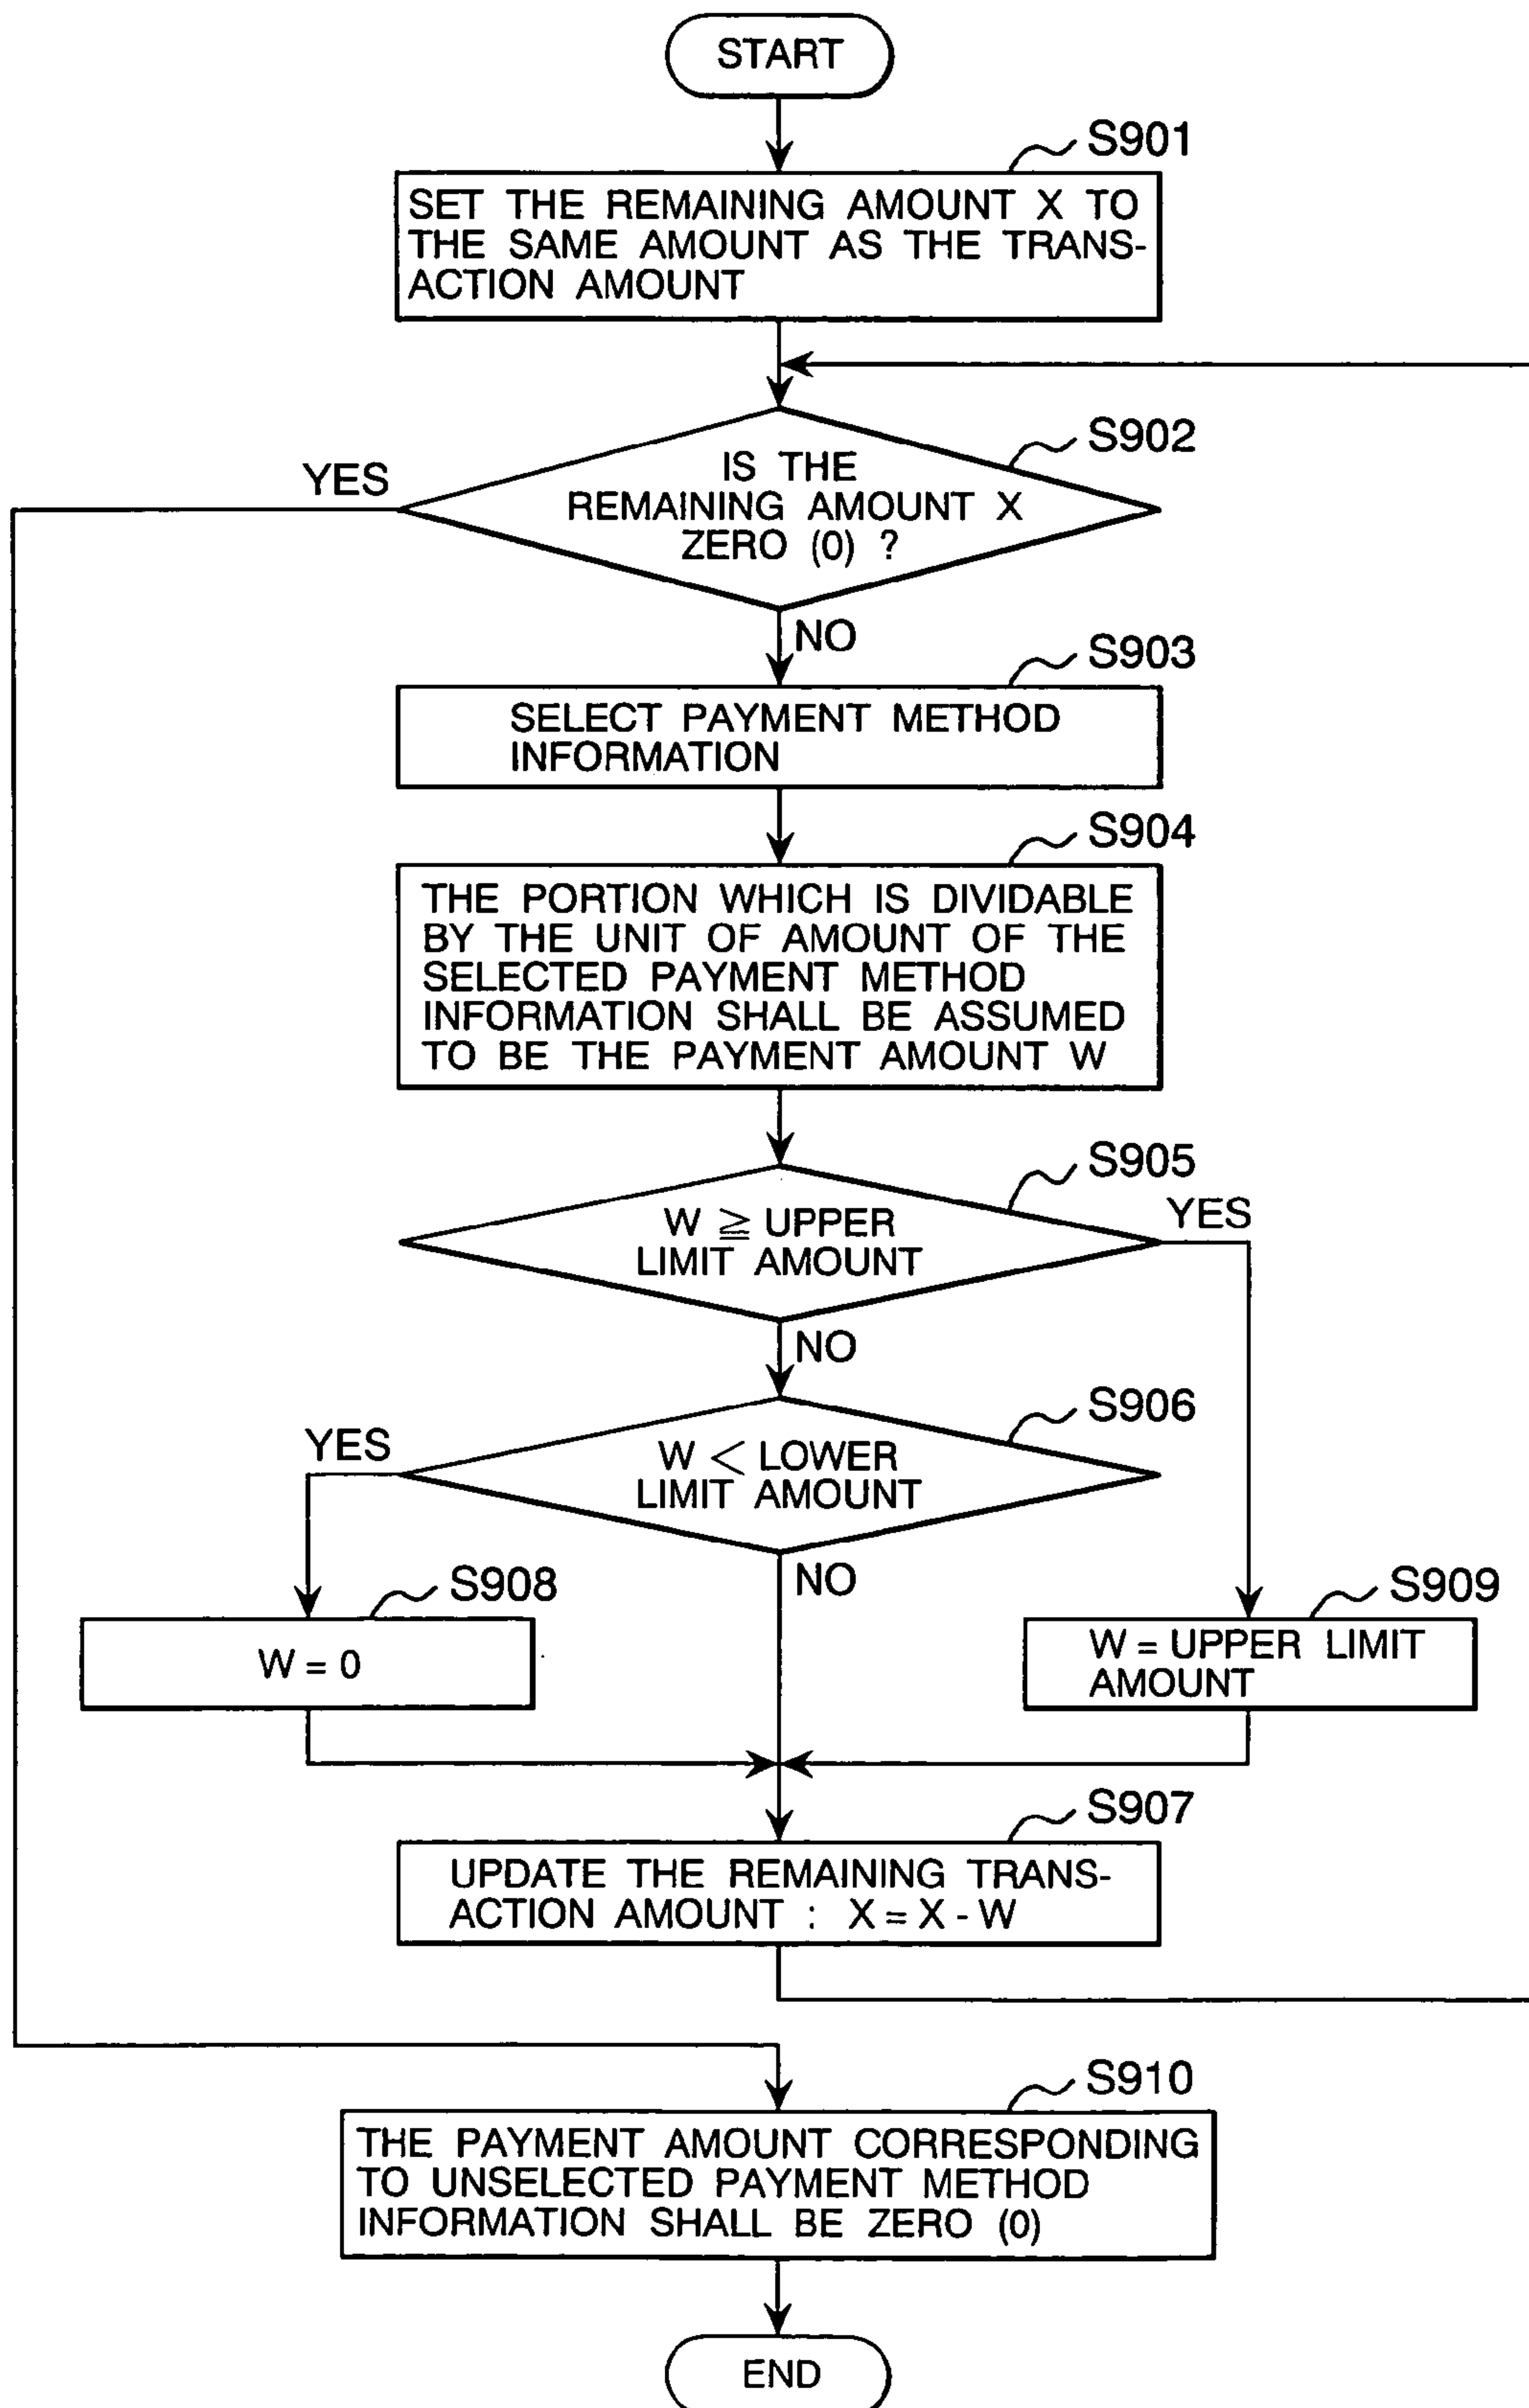 START
S901
SET THE REMAINING AMOUNT X TO
THE SAME AMOUNT AS THE TRANS-
ACTION AMOUNT
S902
YES
IS THE
REMAINING AMOUNT X
ZERO (0) ?
NO
S903
SELECT PAYMENT METHOD
INFORMATION
S904
THE PORTION WHICH IS DIVIDABLE
BY THE UNIT OF AMOUNT OF THE
SELECTED PAYMENT METHOD
INFORMATION SHALL BE ASSUMED
TO BE THE PAYMENT AMOUNT W
S905
W ≧ UPPER
LIMIT AMOUNT
YES
NO
S906
YES
W < LOWER
LIMIT AMOUNT
NO
S908
W = 0
S909
W = UPPER LIMIT
AMOUNT
S907
UPDATE THE REMAINING TRANS-
ACTION AMOUNT : X = X - W
S910
THE PAYMENT AMOUNT CORRESPONDING
TO UNSELECTED PAYMENT METHOD
INFORMATION SHALL BE ZERO (0)
END